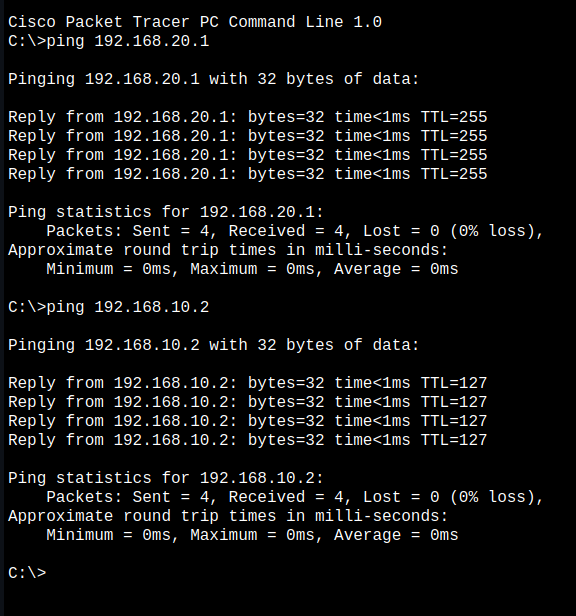 Cisco Packet Tracer PC Command Line 1.0
C:\>ping 192.168.20.1
Pinging 192.168.20.1 with 32 bytes of data:
Reply from 192.168.20.1: bytes=32 time<1ms TTL=255
Reply from 192.168.20.1: bytes=32 time<1ms TTL=255
Reply from 192.168.20.1: bytes=32 time<1ms TTL=255
Reply from 192.168.20.1: bytes=32 time<1ms TTL=255
Ping statistics for 192.168.20.1:
    Packets: Sent = 4, Received = 4, Lost = 0 (0% loss),
Approximate round trip times in milli-seconds:
    Minimum = 0ms, Maximum = 0ms, Average = 0ms
C:\>ping 192.168.10.2
Pinging 192.168.10.2 with 32 bytes of data:
Reply from 192.168.10.2: bytes=32 time<1ms TTL=127
Reply from 192.168.10.2: bytes=32 time<1ms TTL=127
Reply from 192.168.10.2: bytes=32 time<1ms TTL=127
Reply from 192.168.10.2: bytes=32 time<1ms TTL=127
Ping statistics for 192.168.10.2:
    Packets: Sent = 4, Received = 4, Lost = 0 (0% loss),
Approximate round trip times in milli-seconds:
    Minimum = 0ms, Maximum = 0ms, Average = 0ms
C:\>